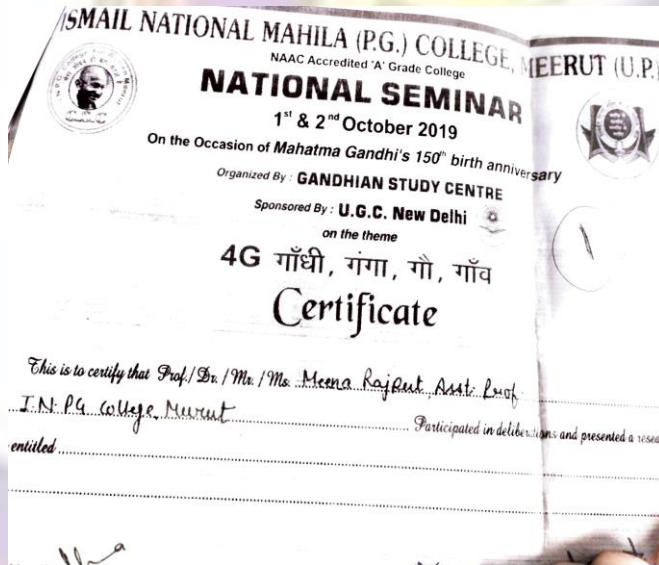 ISMAIL NATIONAL MAHILA (P.G.) COLLEGE, MEERUT (U.P.)
NAAC Accredited 'A' Grade College
NATIONAL SEMINAR
1st & 2nd October 2019
On the Occasion of Mahatma Gandhi's 150th birth anniversary
Organized By : GANDHIAN STUDY CENTRE
Sponsored By : U.G.C. New Delhi
on the theme
4G गाँधी, गंगा, गौ, गाँव
Certificate
This is to certify that Prof./Dr./Mr./Ms. Meena Rajput Asst. Prof.
I.N. PG College, Meerut Participated in deliberations and presented a resea
entitled